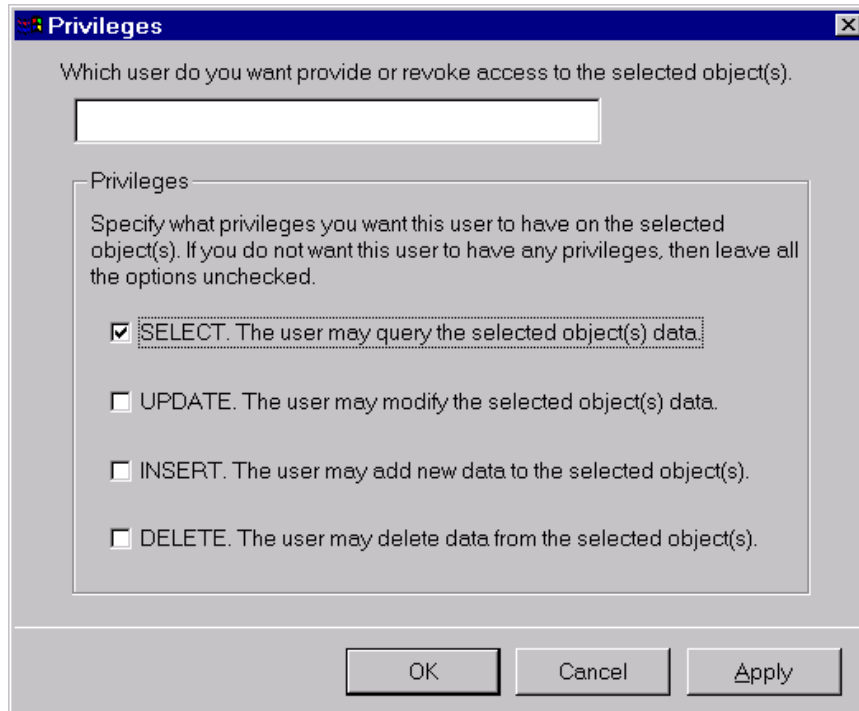 Privileges
Which user do you want provide or revoke access to the selected object(s).
Privileges
Specify what privileges you want this user to have on the selected
object(s). If you do not want this user to have any privileges, then leave all
the options unchecked.
SELECT. The user may query the selected object(s) data.
UPDATE. The user may modify the selected object(s) data.
INSERT. The user may add new data to the selected object(s).
DELETE. The user may delete data from the selected object(s).
OK Cancel Apply